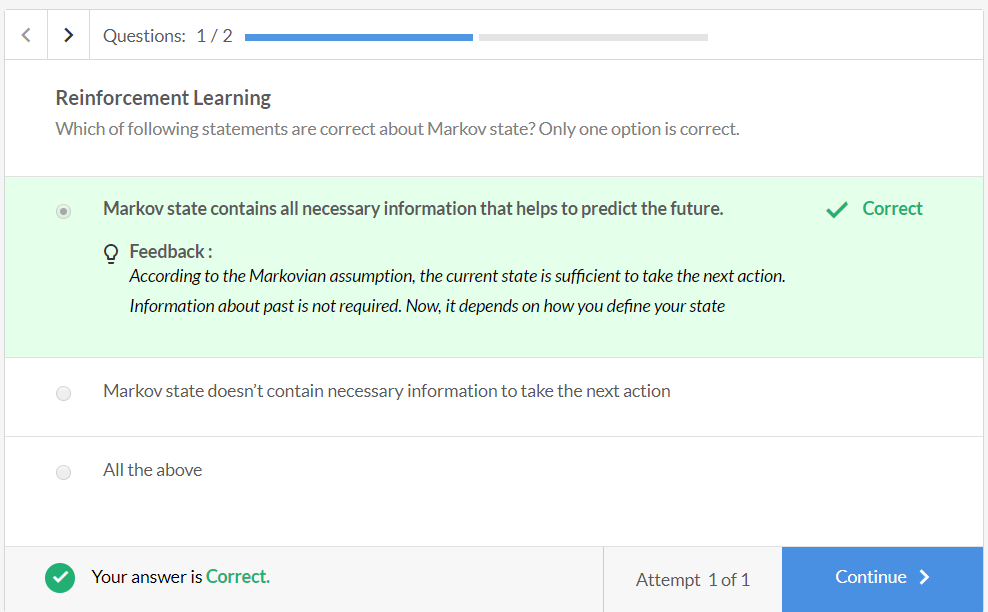 Questions: 1 / 2
Reinforcement Learning
Which of following statements are correct about Markov state? Only one option is correct.
Markov state contains all necessary information that helps to predict the future.
Correct
Feedback :
According to the Markovian assumption, the current state is sufficient to take the next action.
Information about past is not required. Now, it depends on how you define your state
Markov state doesn’t contain necessary information to take the next action
All the above
Your answer is Correct.
Attempt 1 of 1
Continue